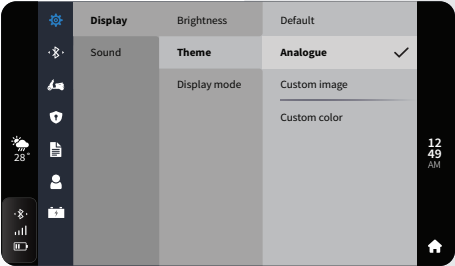 Display
Brightness
Default
Sound
Theme
Analogue
Display mode
Custom image
Custom color
28°
12
49
AM